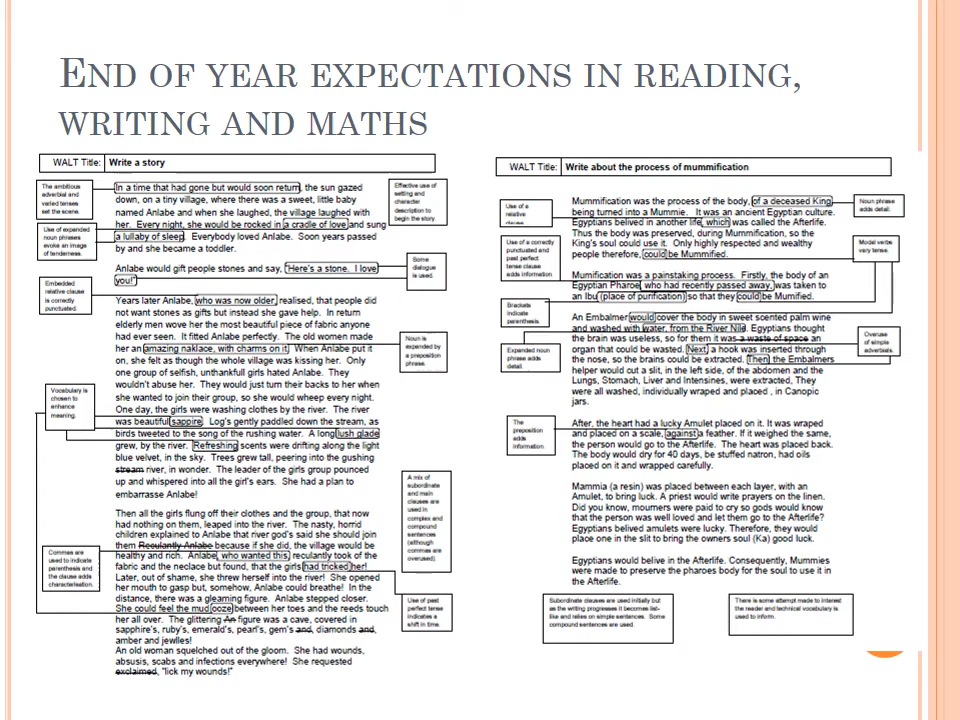 END OF YEAR EXPECTATIONS IN READING,
WRITING AND MATHS
WALT Title: Write a story
The ambitious
adverbial and
varied tenses
set the scene.
Use of expanded
noun phrases
evoke an image
of tenderness.
Embedded
relative clause
is correctly
punctuated.
Vocabulary is
chosen to
enhance
meaning.
Commas are
used to indicate
parenthesis and
the clause adds
characterisation.
In a time that had gone but would soon return, the sun gazed
down, on a tiny village, where there was a sweet, little baby
named Anlabe and when she laughed, the village laughed with
her. Every night, she would be rocked in a cradle of love and sung
a lullaby of sleep. Everybody loved Anlabe. Soon years passed
by and she became a toddler.
Anlabe would gift people stones and say, "Here's a stone. I love
you!"
Years later Anlabe, who was now older, realised, that people did
not want stones as gifts but instead she gave help. In return
elderly men wove her the most beautiful piece of fabric anyone
had ever seen. It fitted Anlabe perfectly. The old women made
her an amazing naklace, with charms on it. When Anlabe put it
on, she felt as though the whole village was kissing her. Only
one group of selfish, unthankful girls hated Anlabe. They
wouldn't abuse her. They would just turn their backs to her when
she wanted to join their group, so she would wheep every night.
One day, the girls were washing clothes by the river. The river
was beautiful sappire. Log's gently paddled down the stream, as
birds tweeted to the song of the rushing water. A long lush glade
grew, by the river. Refreshing scents were drifting along the light
blue velvet, in the sky. Trees grew tall, peering into the gushing
stream river, in wonder. The leader of the girls group pounced
up and whispered into all the girl's ears. She had a plan to
embarrasse Anlabe!
Then all the girls flung off their clothes and the group, that now
had nothing on them, leaped into the river. The nasty, horrid
children explained to Anlabe that river god's said she should join
them Reculantly Anlabe because if she did, the village would be
healthy and rich. Anlabe, who wanted this, reculantly took of the
fabric and the neclace but found, that the girls had tricked her!
Later, out of shame, she threw herself into the river! She opened
her mouth to gasp but, somehow, Anlabe could breathe! In the
distance, there was a gleaming figure. Anlabe stepped closer.
She could feel the mud ooze between her toes and the reeds touch
her all over. The glittering An figure was a cave, covered in
sapphire's, ruby's, emerald's, pearl's, gem's and, diamonds and,
amber and jewlles!
An old woman squelched out of the gloom. She had wounds,
absusis, scabs and infections everywhere! She requested
exclaimed, "lick my wounds!"
Effective use of
setting and
character
description to
begin the story.
Some
dialogue
is used.
Noun is
expanded by
a preposition
phrase.
A mix of
subordinate
and main
clauses are
used in
complex and
compound
sentences
(although
commas are
overused).
Use of past
perfect tense
indicates a
shift in time.
WALT Title: Write about the process of mummification
Use of a
relative
clause
Use of a correctly
punctuated and
past perfect
tense clause
adds information
Brackets
indicate
parenthesis.
Expanded noun
phrase adds
detail.
The
preposition
adds
information.
Mummification was the process of the body, of a deceased King,
being turned into a Mummie. It was an ancient Egyptian culture.
Egyptians belived in another life, which was called the Afterlife.
Thus the body was preserved, during Mummification, so the
King's soul could use it. Only highly respected and wealthy
people therefore, could be Mummified.
Mumification was a painstaking process. Firstly, the body of an
Egyptian Pharoe, who had recently passed away, was taken to
an Ibu (place of purification) so that they could be Mumified.
An Embalmer would cover the body in sweet scented palm wine
and washed with water, from the River Nile. Egyptians thought
the brain was useless, so for them it was a waste of space an
organ that could be wasted. Next, a hook was inserted through
the nose, so the brains could be extracted. Then, the Embalmers
helper would cut a slit, in the left side, of the abdomen and the
Lungs, Stomach, Liver and Intensines, were extracted, They
were all washed, individually wraped and placed , in Canopic
jars.
After, the heart had a lucky Amulet placed on it. It was wraped
and placed on a scale, against a feather. If it weighed the same,
the person would go to the Afterlife. The heart was placed back.
The body would dry for 40 days, be stuffed natron, had oils
placed on it and wrapped carefully.
Mammia (a resin) was placed between each layer, with an
Amulet, to bring luck. A priest would write prayers on the linen.
Did you know, mourners were paid to cry so gods would know
that the person was well loved and let them go to the Afterlife?
Egyptians belived amulets were lucky. Therefore, they would
place one in the slit to bring the owners soul (Ka) good luck.
Egyptians would belive in the Afterlife. Consequently, Mummies
were made to preserve the pharoes body for the soul to use it in
the Afterlife.
Noun phrase
adds detail.
Modal verbs
very tense.
Overuse
of simple
adverbials.
Subordinate clauses are used initially but
as the writing progresses it becomes list-
like and relies on simple sentences. Some
compound sentences are used.
There is some attempt made to interest
the reader and technical vocabulary is
used to inform.